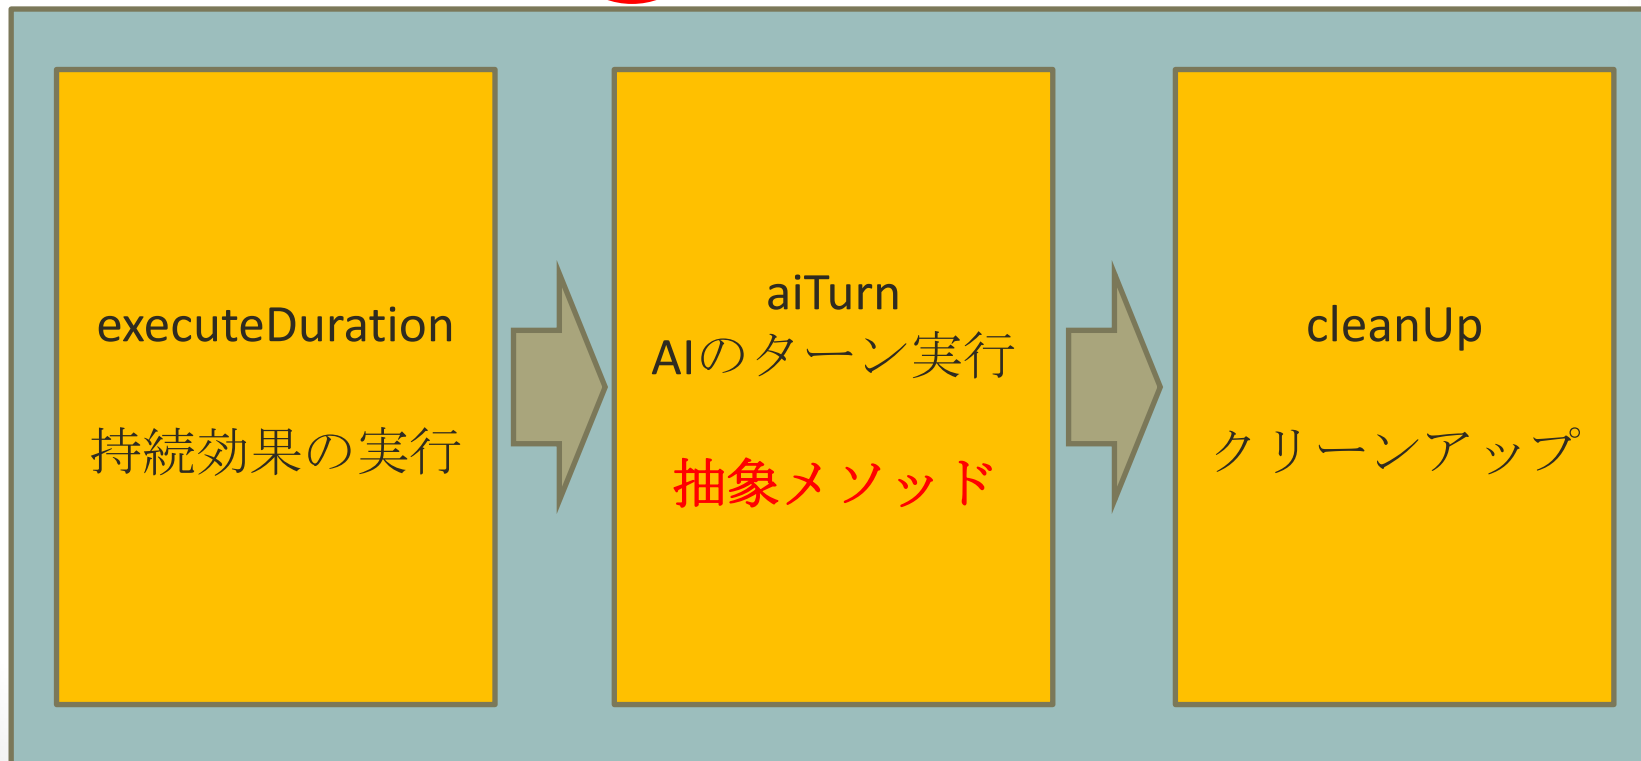 executeDuration
持続効果の実行
aiTurn
AIのターン実行
抽象メソッド
cleanUp
クリーンアップ